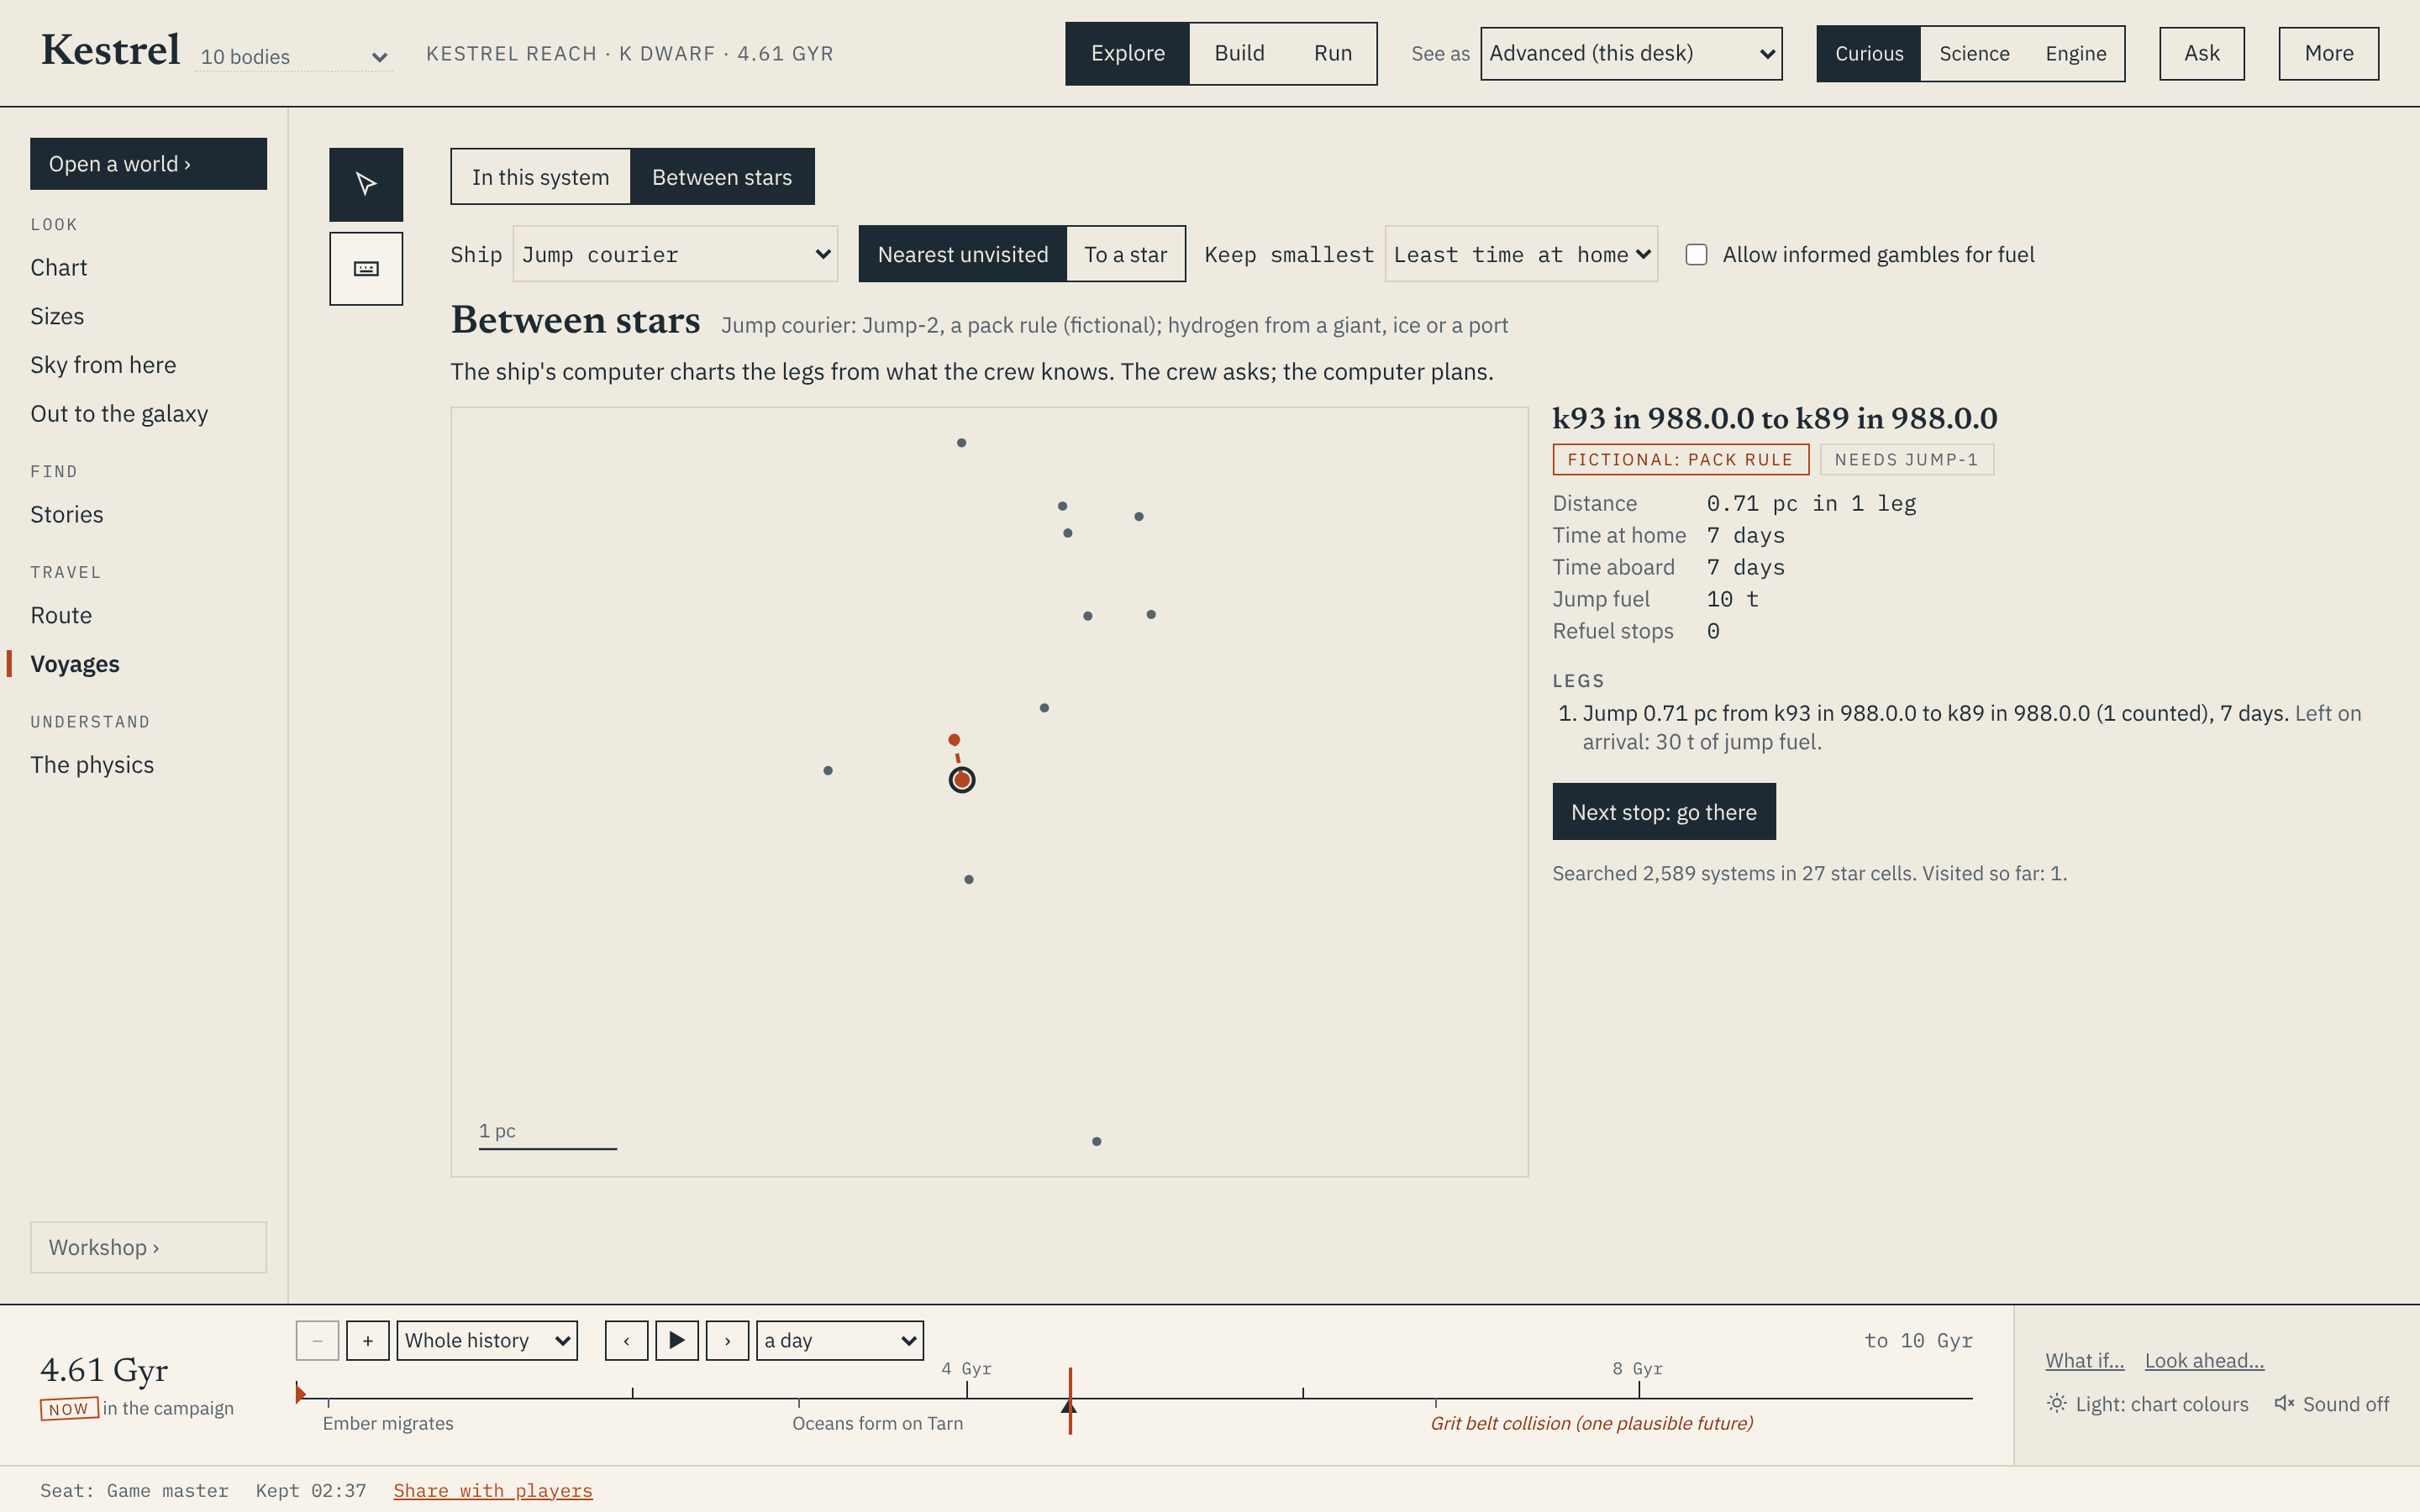 Kestrel
10 bodies
KESTREL REACH · K DWARF · 4.61 GYR
Explore
Build
Run
See as
Advanced (this desk)
Curious
Science
Engine
Ask
More
Open a world ›
LOOK
Chart
Sizes
Sky from here
Out to the galaxy
FIND
Stories
TRAVEL
Route
Voyages
UNDERSTAND
The physics
Workshop ›
In this system
Between stars
Ship
Jump courier
Nearest unvisited
To a star
Keep smallest
Least time at home
Allow informed gambles for fuel
Between stars
Jump courier: Jump-2, a pack rule (fictional); hydrogen from a giant, ice or a port
The ship's computer charts the legs from what the crew knows. The crew asks; the computer plans.
1 pc
k93 in 988.0.0 to k89 in 988.0.0
FICTIONAL: PACK RULE
NEEDS JUMP-1
Distance 0.71 pc in 1 leg
Time at home 7 days
Time aboard 7 days
Jump fuel 10 t
Refuel stops 0
LEGS
1. Jump 0.71 pc from k93 in 988.0.0 to k89 in 988.0.0 (1 counted), 7 days. Left on
arrival: 30 t of jump fuel.
Next stop: go there
Searched 2,589 systems in 27 star cells. Visited so far: 1.
4.61 Gyr
NOW in the campaign
−
+
Whole history
‹
›
a day
to 10 Gyr
4 Gyr
8 Gyr
Ember migrates
Oceans form on Tarn
Grit belt collision (one plausible future)
What if...
Look ahead...
Light: chart colours
Sound off
Seat: Game master
Kept 02:37
Share with players